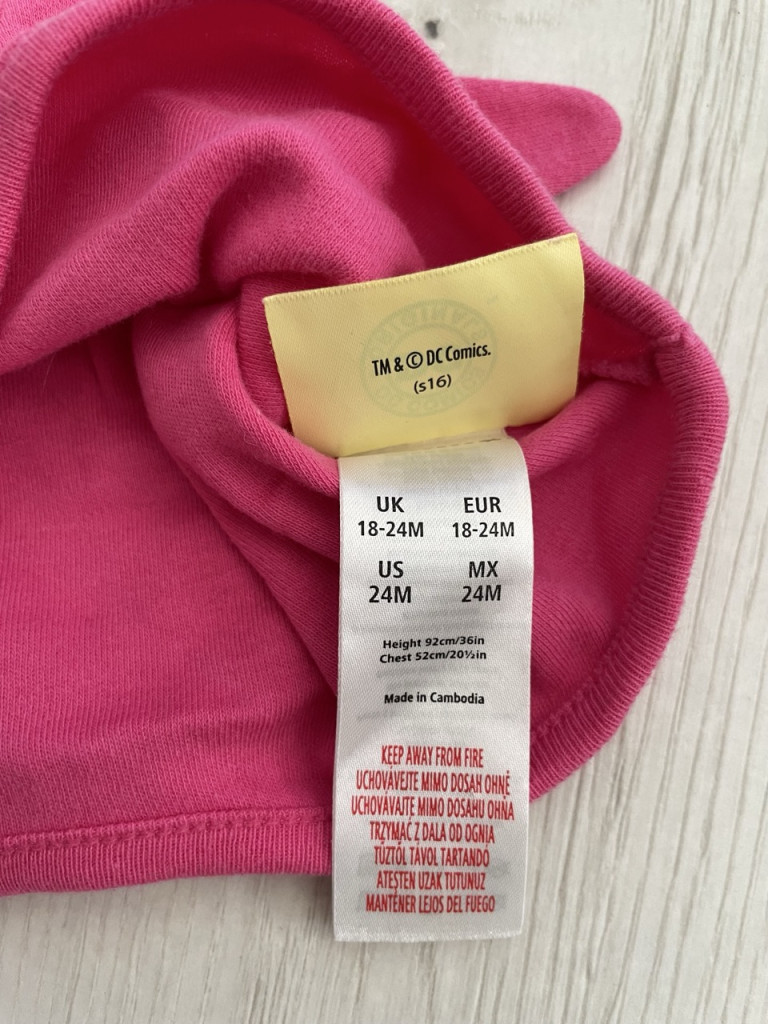 TM & © DC Comics.
(s16)
UK EUR
18-24M 18-24M
US MX
24M 24M
Height 92cm/36in
Chest 52cm/20½in
Made in Cambodia
KEEP AWAY FROM FIRE
UCHOVÁVEJTE MIMO DOSAH OHNĚ
UCHOVÁVAJTE MIMO DOSAHU OHŇA
TRZYMAĆ Z DALA OD OGNIA
TŰZTŐL TÁVOL TARTANDÓ
ATEŞTEN UZAK TUTUNUZ
MANTENER LEJOS DEL FUEGO